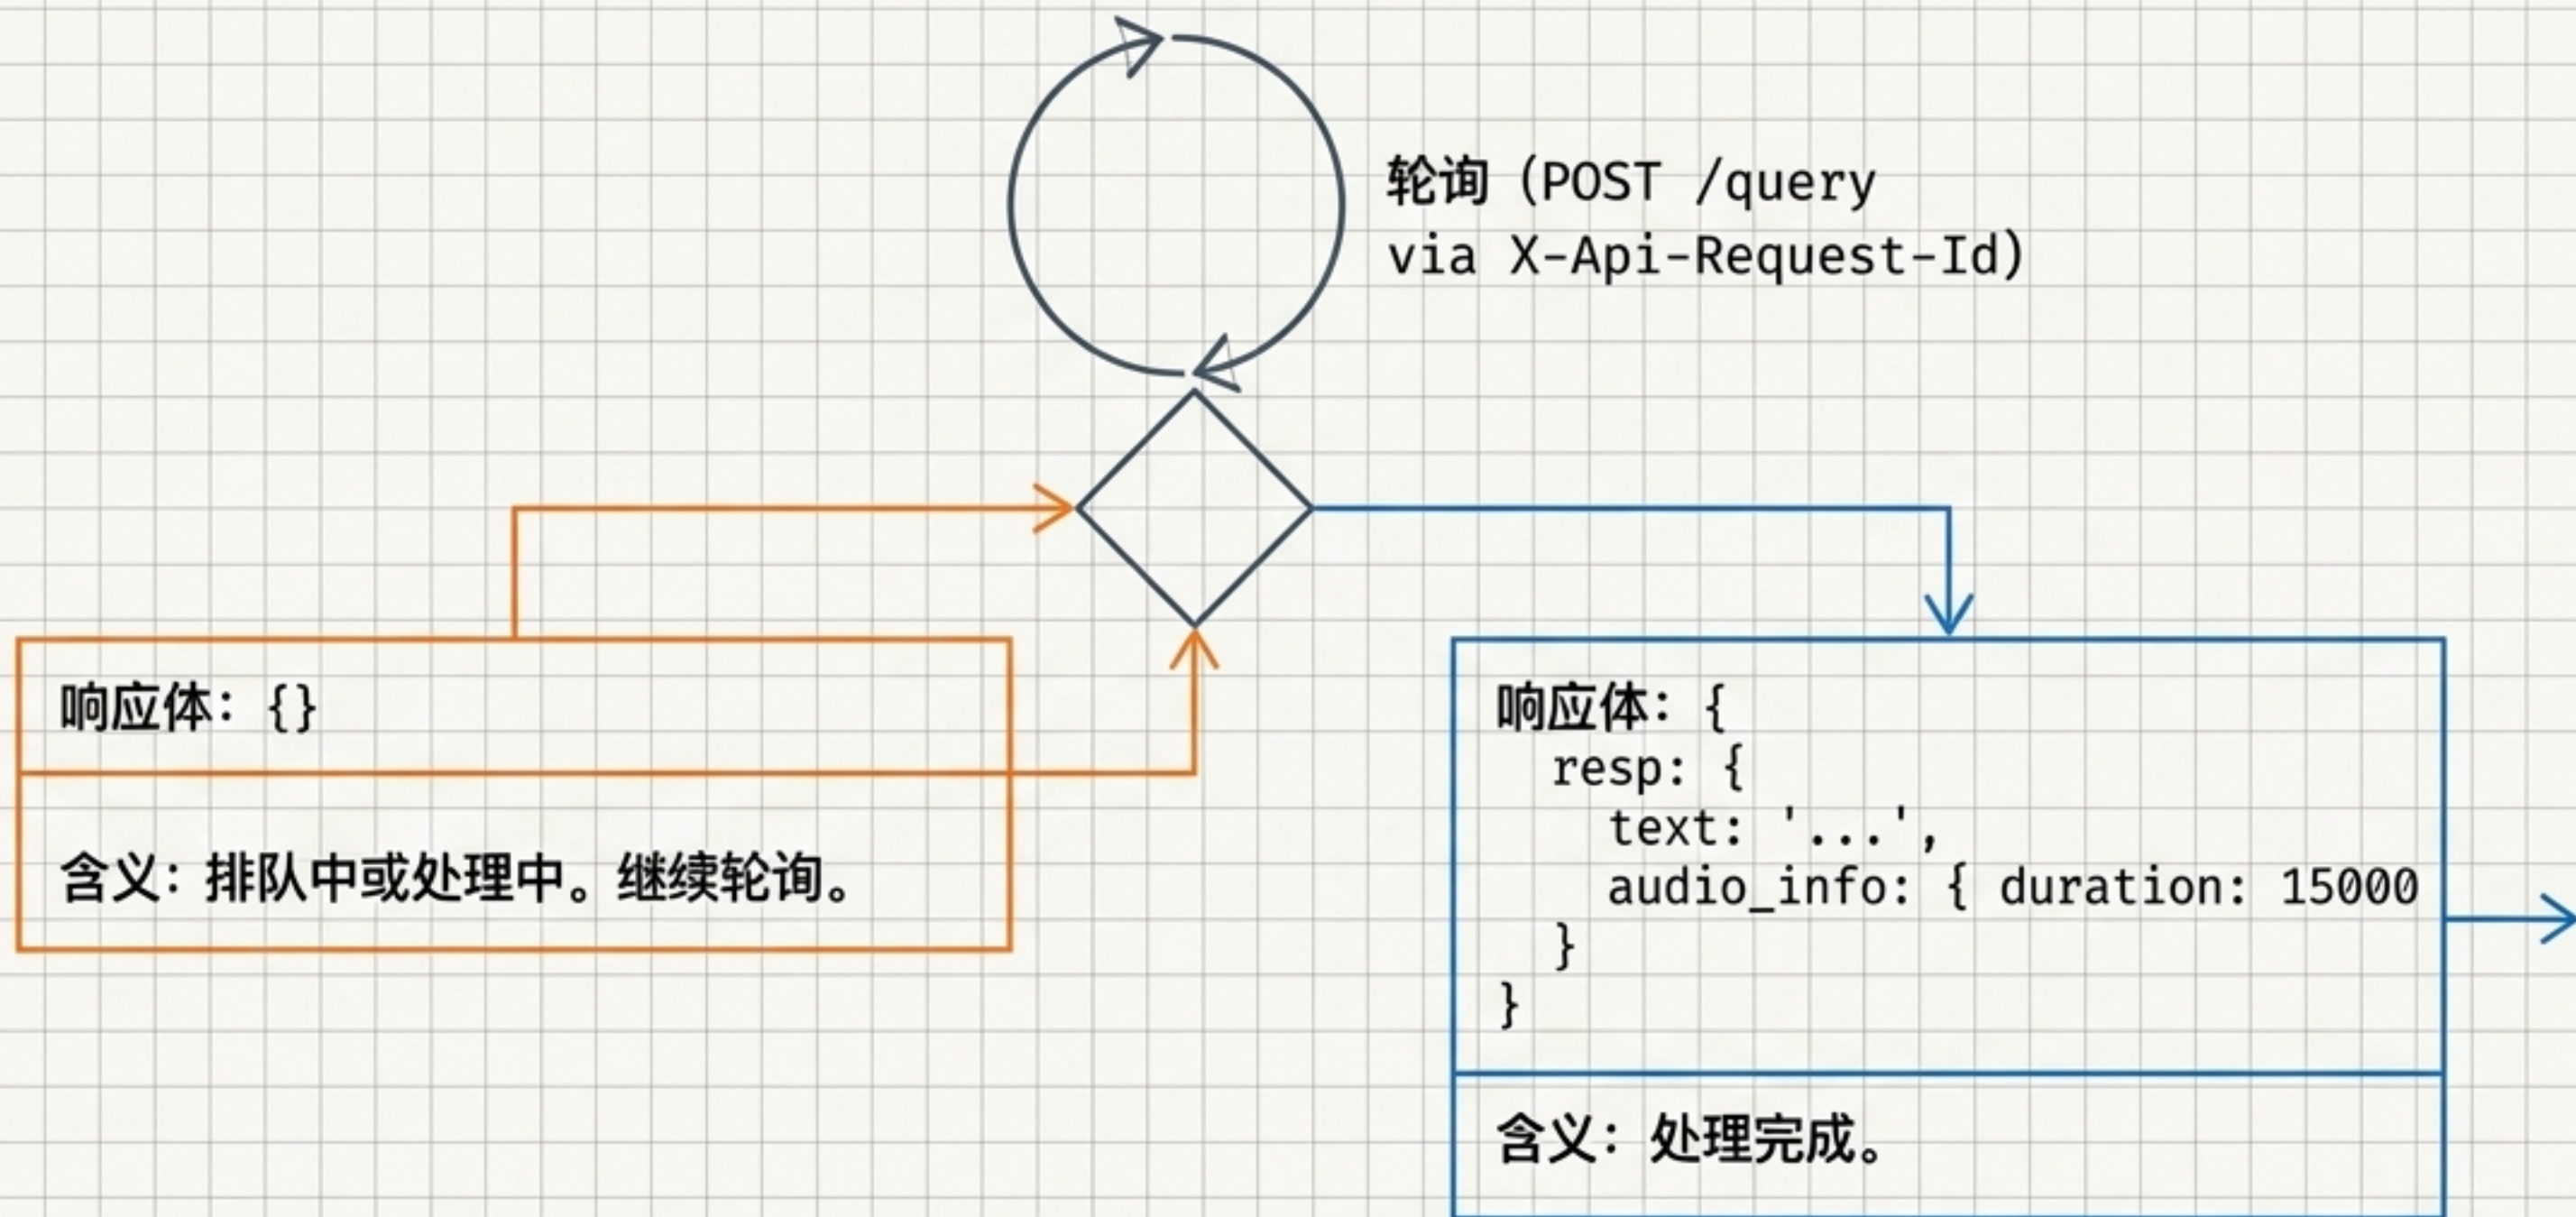 轮询（POST /query
via X-Api-Request-Id）
响应体：{}
含义：排队中或处理中。继续轮询。
响应体：{
resp: {
text: '...',
audio_info: { duration: 15000
}
}
含义：处理完成。